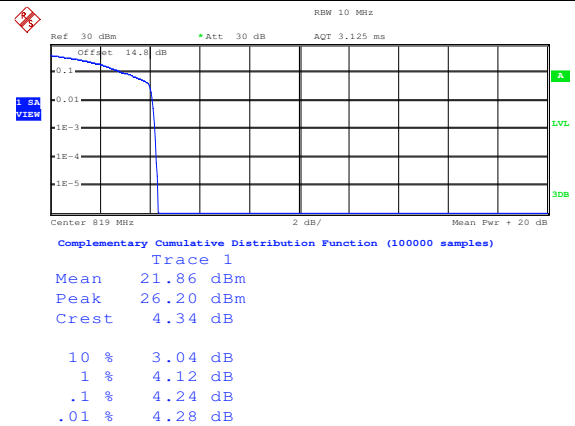 RBW 10 MHz
Ref 30 dBm *Att 30 dB AQT 3.125 ms
Offset 14.8 dB
0.1
A
0.01
1 SA
VIEW
1E-3
LVL
1E-4
1E-5
3DB
Center 819 MHz 2 dB/ Mean Pwr + 20 dB
Complementary Cumulative Distribution Function (100000 samples)
Trace 1
Mean 21.86 dBm
Peak 26.20 dBm
Crest 4.34 dB
10 % 3.04 dB
1 % 4.12 dB
.1 % 4.24 dB
.01 % 4.28 dB